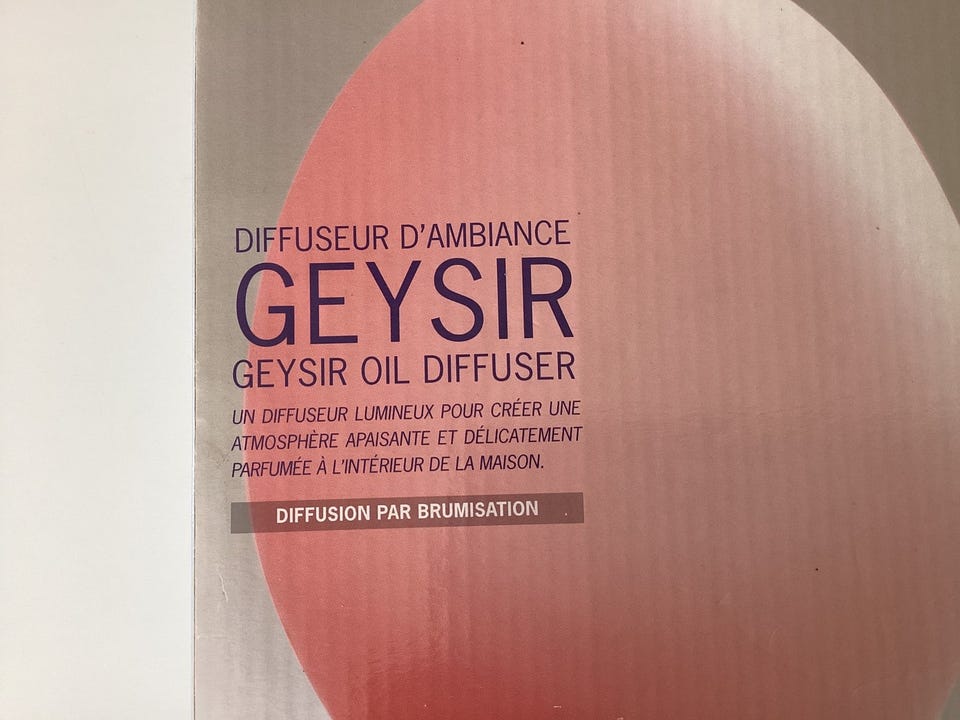 DIFFUSEUR D'AMBIANCE
GEYSIR
GEYSIR OIL DIFFUSER
UN DIFFUSEUR LUMINEUX POUR CRÉER UNE
ATMOSPHÈRE APAISANTE ET DÉLICATEMENT
PARFUMÉE À L'INTÉRIEUR DE LA MAISON.
DIFFUSION PAR BRUMISATION